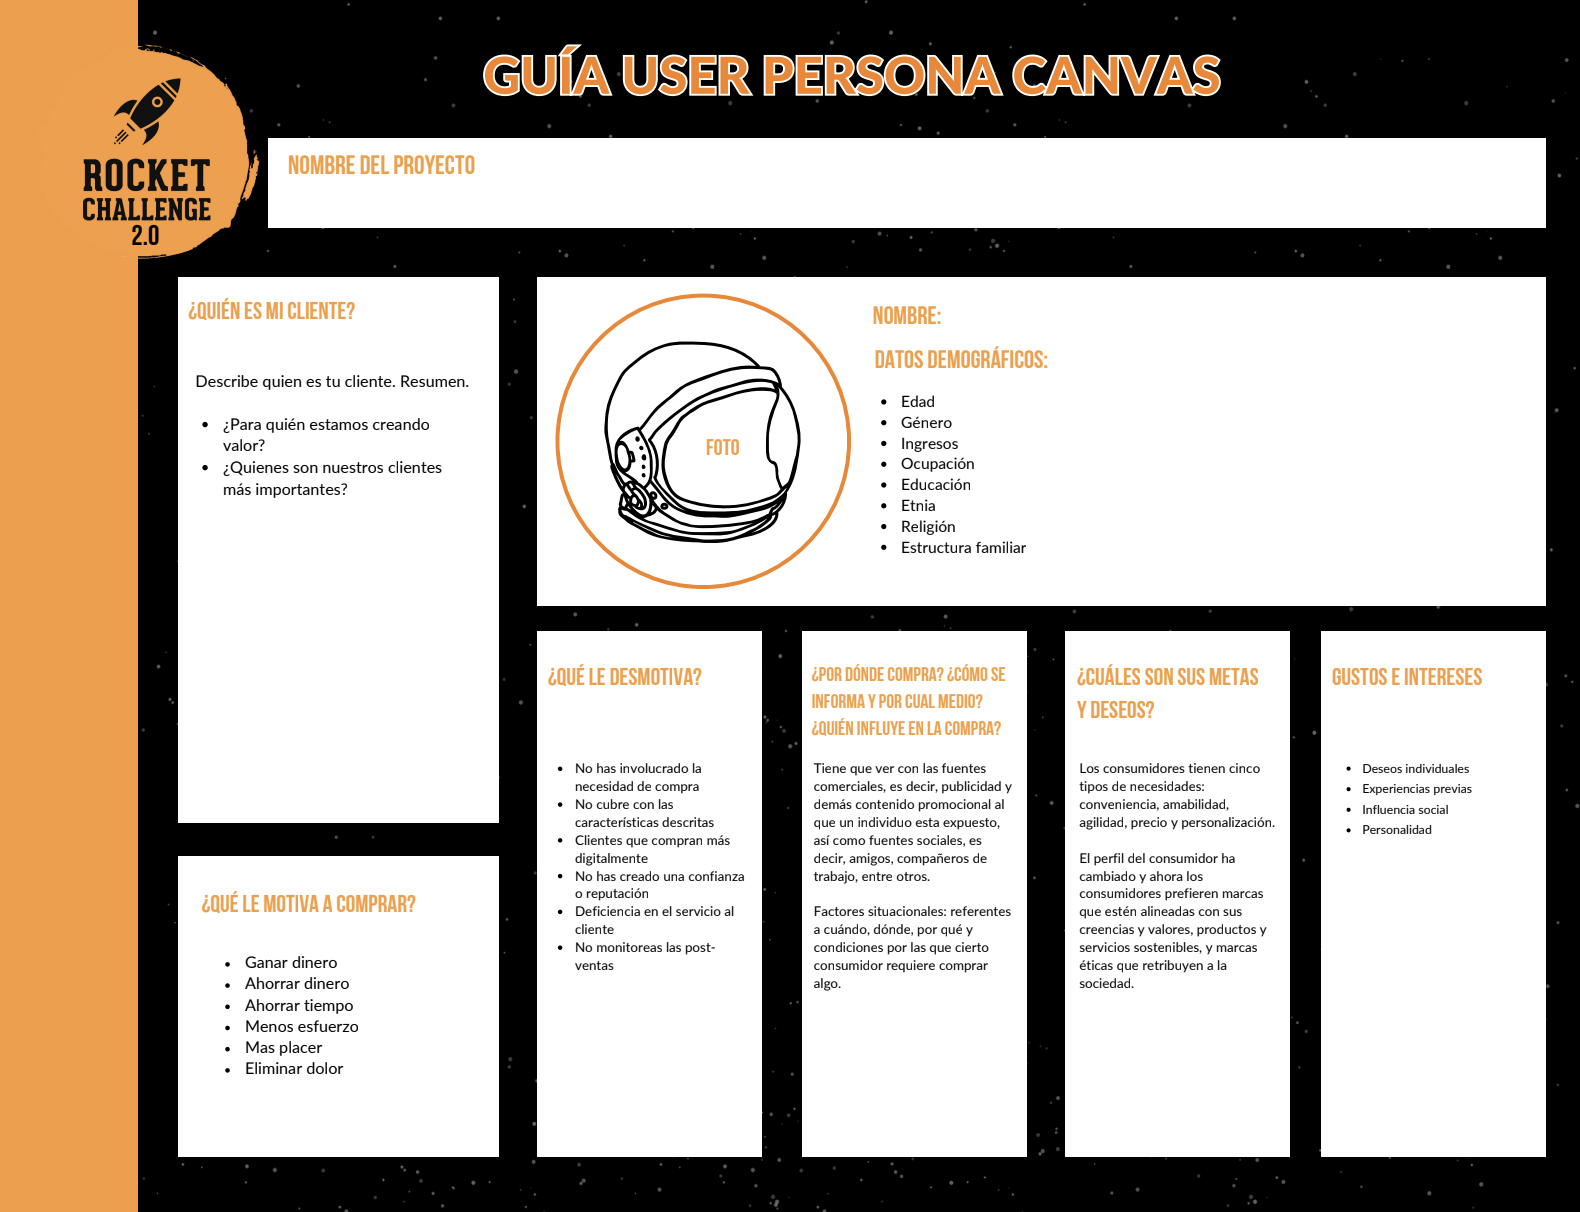 GUÍA USER PERSONA CANVAS
ROCKET
CHALLENGE
2.0
NOMBRE DEL PROYECTO
¿QUIÉN ES MI CLIENTE?
Describe quien es tu cliente. Resumen.
• ¿Para quién estamos creando
valor?
• ¿Quienes son nuestros clientes
más importantes?
FOTO
NOMBRE:
DATOS DEMOGRÁFICOS:
• Edad
• Género
• Ingresos
• Ocupación
• Educación
• Etnia
• Religión
• Estructura familiar
¿QUÉ LE MOTIVA A COMPRAR?
• Ganar dinero
• Ahorrar dinero
• Ahorrar tiempo
• Menos esfuerzo
• Mas placer
• Eliminar dolor
¿QUÉ LE DESMOTIVA?
• No has involucrado la
necesidad de compra
• No cubre con las
características descritas
• Clientes que compran más
digitalmente
• No has creado una confianza
o reputación
• Deficiencia en el servicio al
cliente
• No monitoreas las post-
ventas
¿POR DÓNDE COMPRA? ¿CÓMO SE
INFORMA Y POR CUAL MEDIO?
¿QUIÉN INFLUYE EN LA COMPRA?
Tiene que ver con las fuentes
comerciales, es decir, publicidad y
demás contenido promocional al
que un individuo esta expuesto,
así como fuentes sociales, es
decir, amigos, compañeros de
trabajo, entre otros.
Factores situacionales: referentes
a cuándo, dónde, por qué y
condiciones por las que cierto
consumidor requiere comprar
algo.
¿CUÁLES SON SUS METAS
Y DESEOS?
Los consumidores tienen cinco
tipos de necesidades:
conveniencia, amabilidad,
agilidad, precio y personalización.
El perfil del consumidor ha
cambiado y ahora los
consumidores prefieren marcas
que estén alineadas con sus
creencias y valores, productos y
servicios sostenibles, y marcas
éticas que retribuyen a la
sociedad.
GUSTOS E INTERESES
• Deseos individuales
• Experiencias previas
• Influencia social
• Personalidad